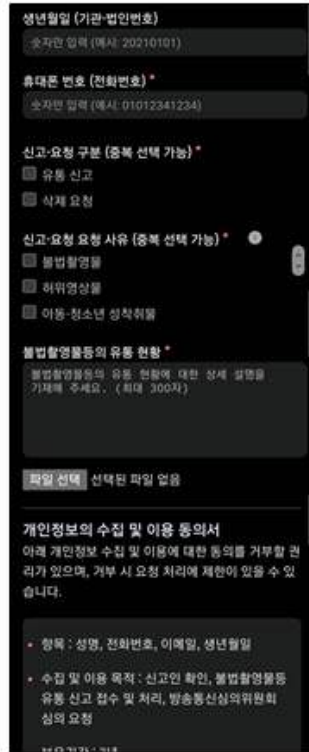 생년월일 (기관·법인번호)
숫자만 입력 (예시: 20210101)
휴대폰 번호 (전화번호) *
숫자만 입력 (예시: 01012341234)
신고·요청 구분 (중복 선택 가능) *
유통 신고
삭제 요청
신고·요청 요청 사유 (중복 선택 가능) *
불법촬영물
허위영상물
아동·청소년 성착취물
불법촬영물등의 유통 현황 *
불법촬영물등의 유통 현황에 대한 상세 설명을
기재해 주세요. (최대 300자)
파일 선택 선택된 파일 없음
개인정보의 수집 및 이용 동의서
아래 개인정보 수집 및 이용에 대한 동의를 거부할 권
리가 있으며, 거부 시 요청 처리에 제한이 있을 수 있
습니다.
• 항목 : 성명, 전화번호, 이메일, 생년월일
• 수집 및 이용 목적 : 신고인 확인, 불법촬영물등
유통 신고 접수 및 처리, 방송통신심의위원회
심의 요청